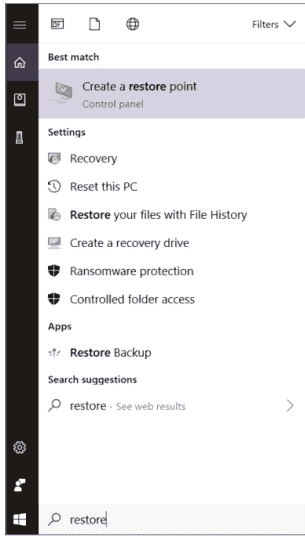 Filters
Best match
Create a restore point
Control panel
Settings
Recovery
Reset this PC
Restore your files with File History
Create a recovery drive
Ransomware protection
Controlled folder access
Apps
Restore Backup
Search suggestions
restore - See web results
restore